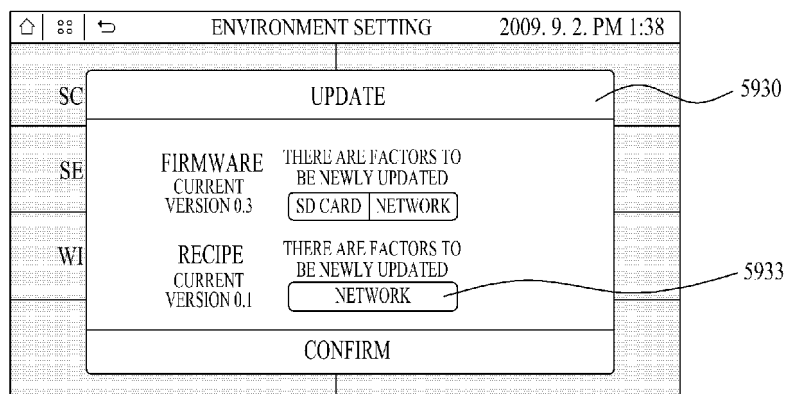 ENVIRONMENT SETTING 2009. 9. 2. PM 1:38
UPDATE
5930
SC
FIRMWARE
CURRENT
VERSION 0.3
THERE ARE FACTORS TO
BE NEWLY UPDATED
SD CARD NETWORK
SE
RECIPE
CURRENT
VERSION 0.1
THERE ARE FACTORS TO
BE NEWLY UPDATED
NETWORK
5933
WI
CONFIRM